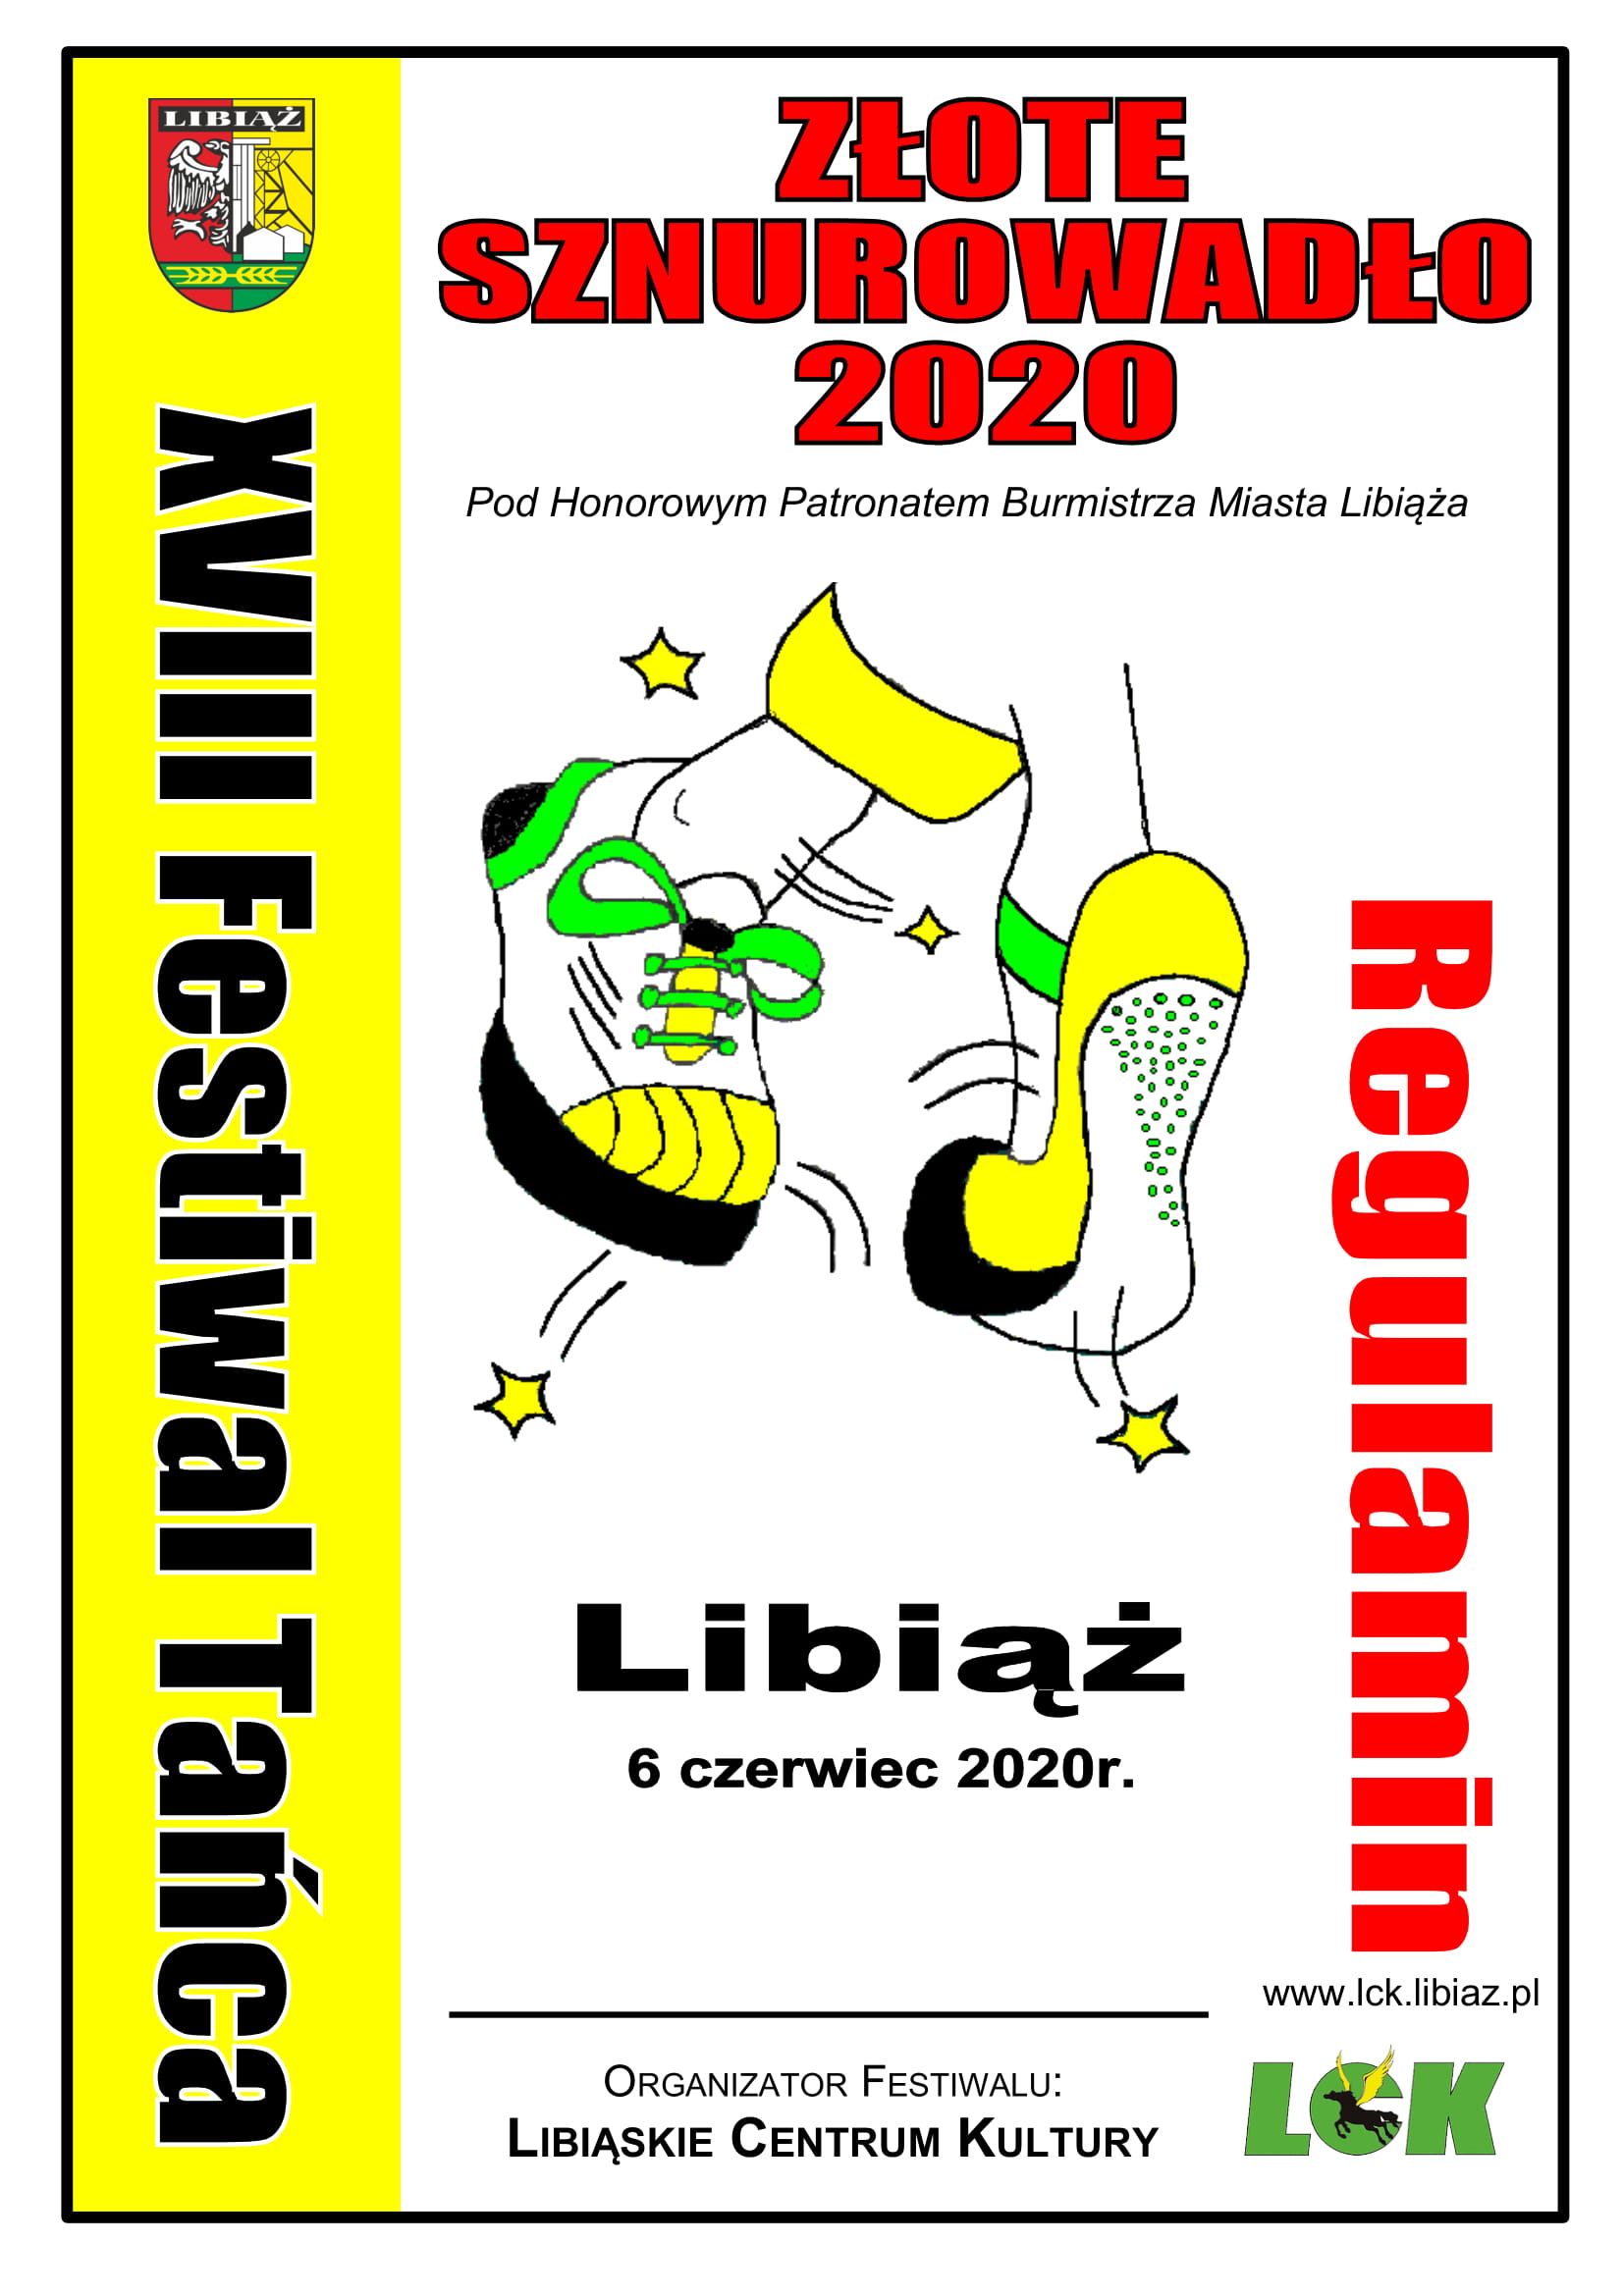 LIBIĄŻ
XVIII Festiwal Tańca
ZŁOTE
SZNUROWADŁO
2020
Pod Honorowym Patronatem Burmistrza Miasta Libiąża
Regulamin
Libiąż
6 czerwiec 2020r.
www.lck.libiaz.pl
ORGANIZATOR FESTIWALU:
LIBIĄSKIE CENTRUM KULTURY
LCK